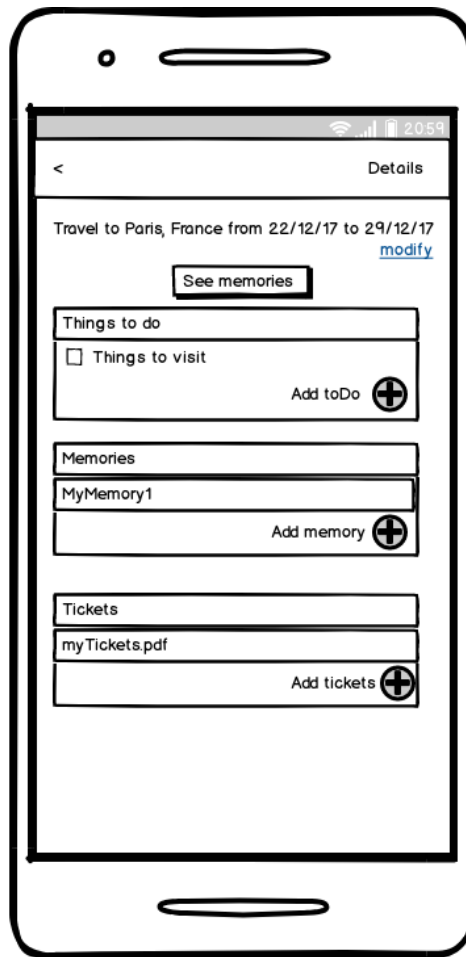 20:59
< Details
Travel to Paris, France from 22/12/17 to 29/12/17
modify
See memories
Things to do
Things to visit
Add toDo
Memories
MyMemory1
Add memory
Tickets
myTickets.pdf
Add tickets